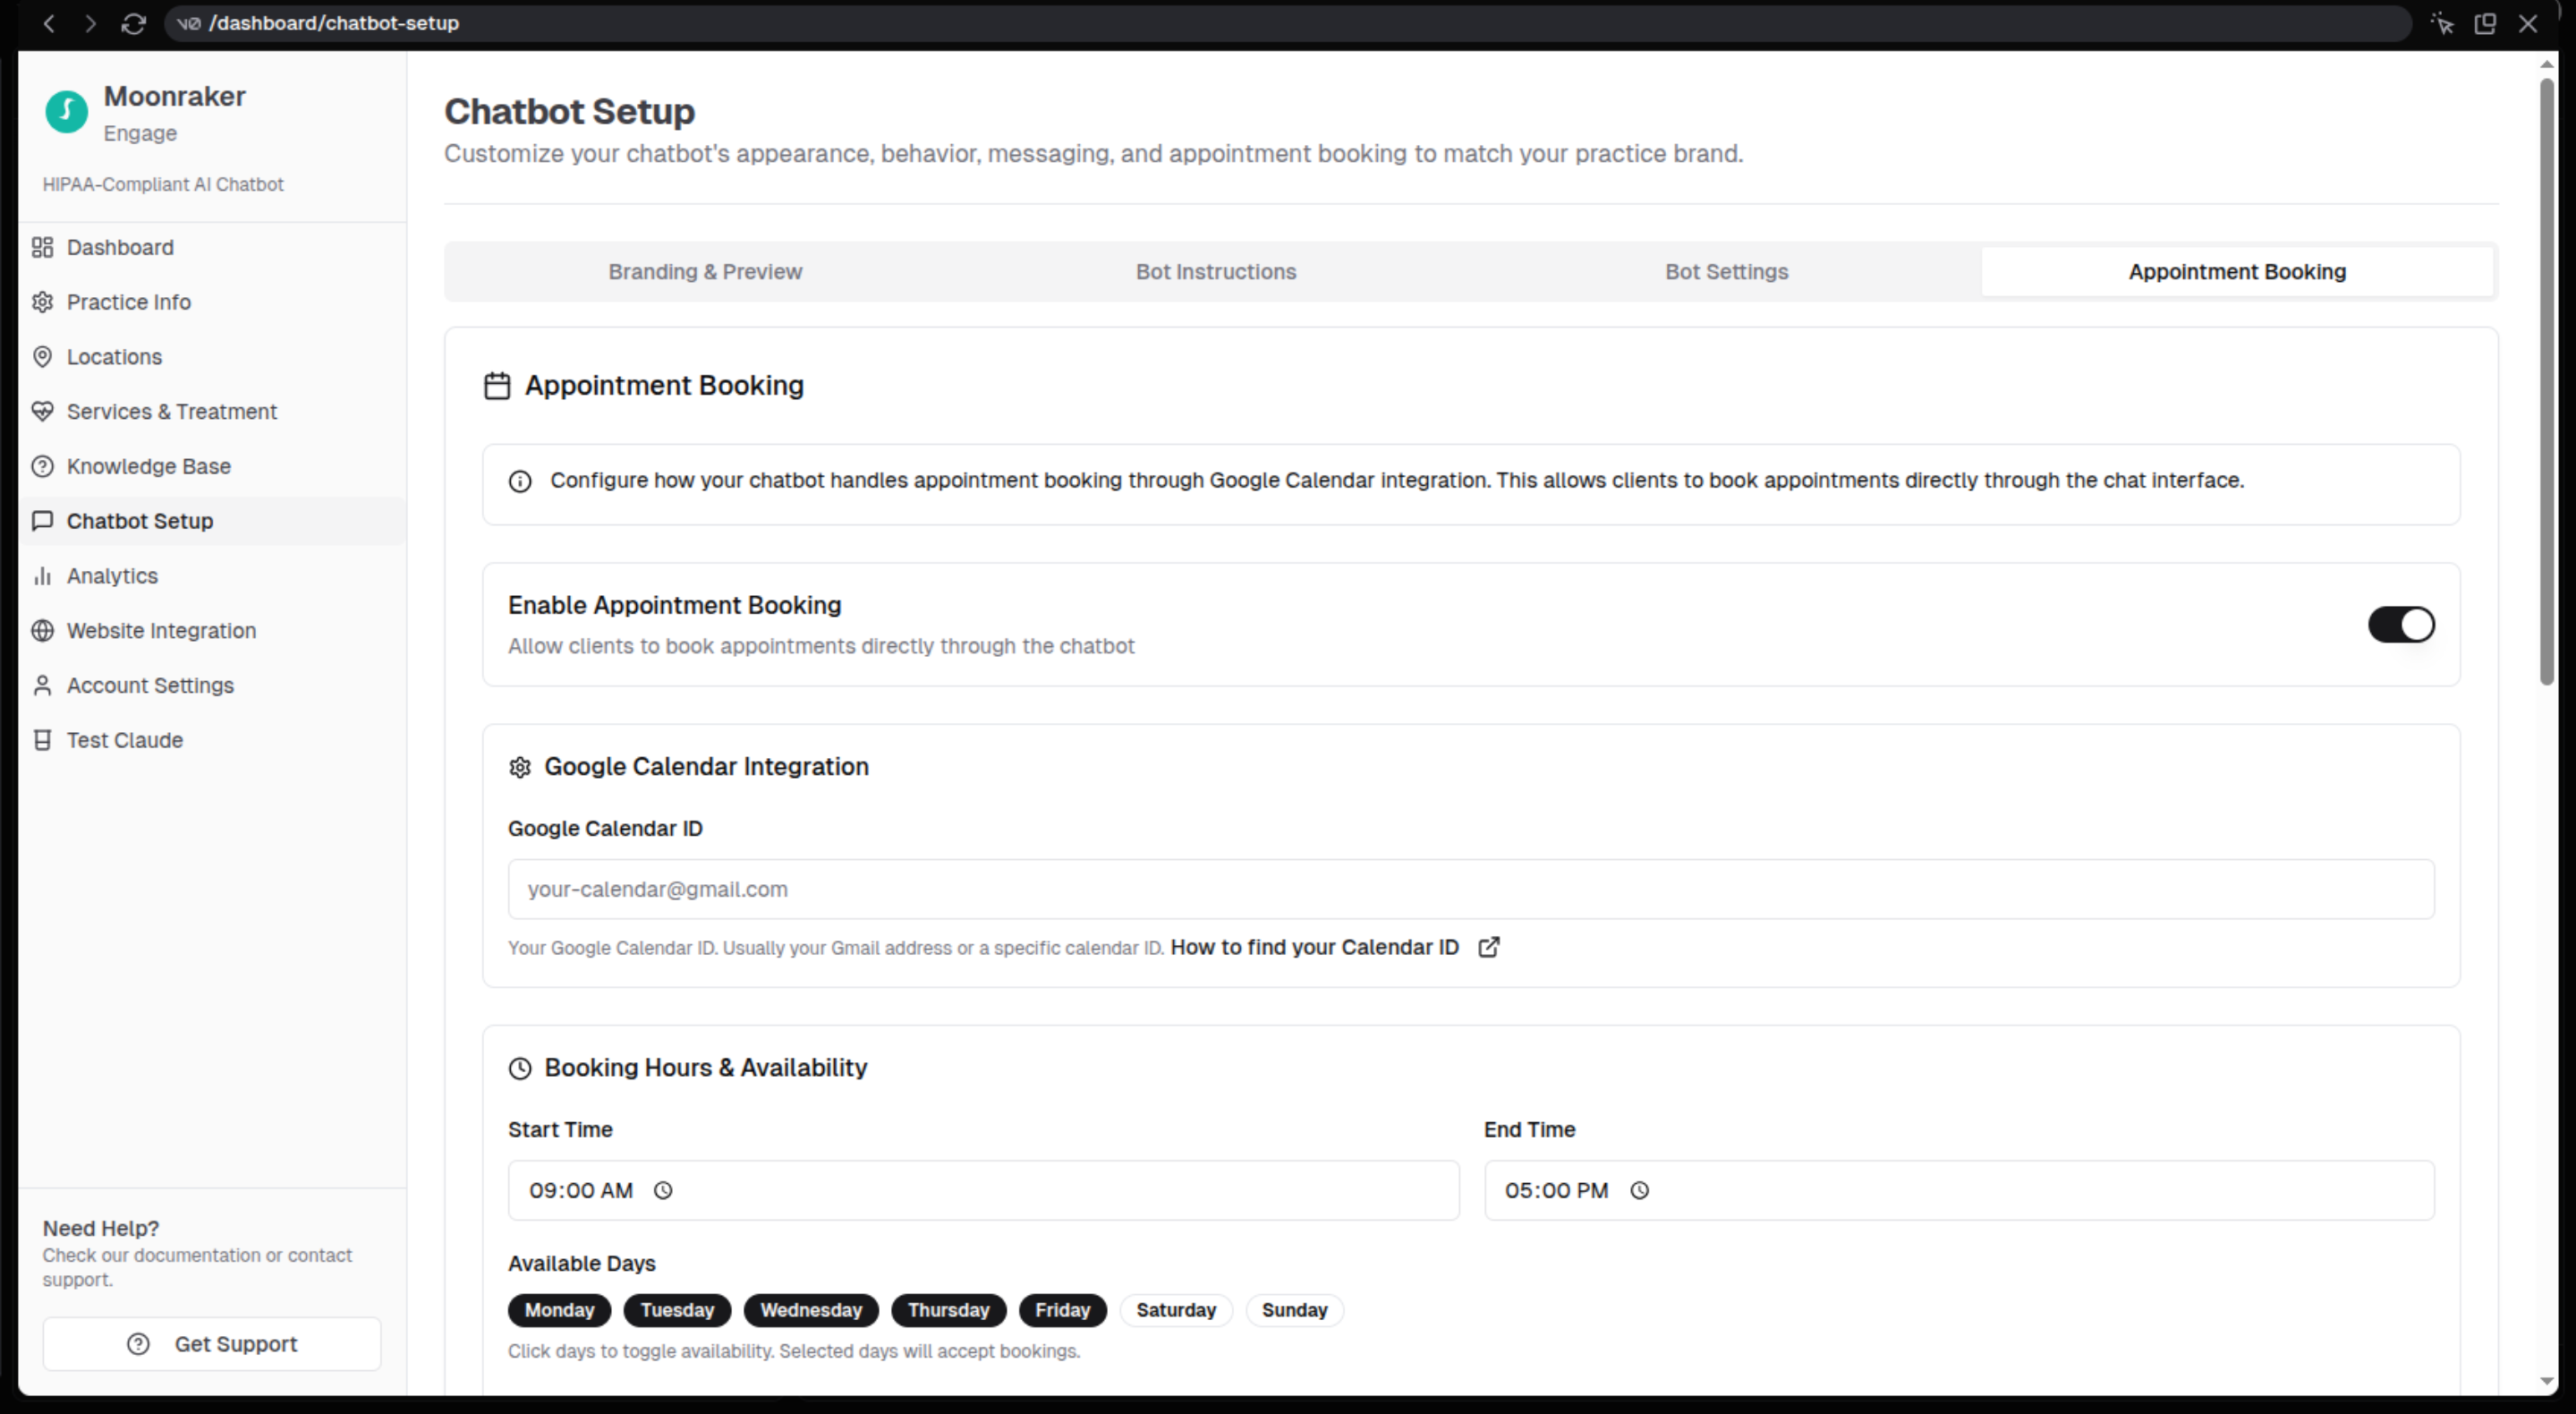 v0 /dashboard/chatbot-setup
Moonraker
Engage
HIPAA-Compliant AI Chatbot
Dashboard
Practice Info
Locations
Services & Treatment
Knowledge Base
Chatbot Setup
Analytics
Website Integration
Account Settings
Test Claude
Need Help?
Check our documentation or contact
support.
Get Support
Chatbot Setup
Customize your chatbot's appearance, behavior, messaging, and appointment booking to match your practice brand.
Branding & Preview Bot Instructions Bot Settings Appointment Booking
Appointment Booking
Configure how your chatbot handles appointment booking through Google Calendar integration. This allows clients to book appointments directly through the chat interface.
Enable Appointment Booking
Allow clients to book appointments directly through the chatbot
Google Calendar Integration
Google Calendar ID
your-calendar@gmail.com
Your Google Calendar ID. Usually your Gmail address or a specific calendar ID. How to find your Calendar ID
Booking Hours & Availability
Start Time End Time
09:00 AM 05:00 PM
Available Days
Monday Tuesday Wednesday Thursday Friday Saturday Sunday
Click days to toggle availability. Selected days will accept bookings.